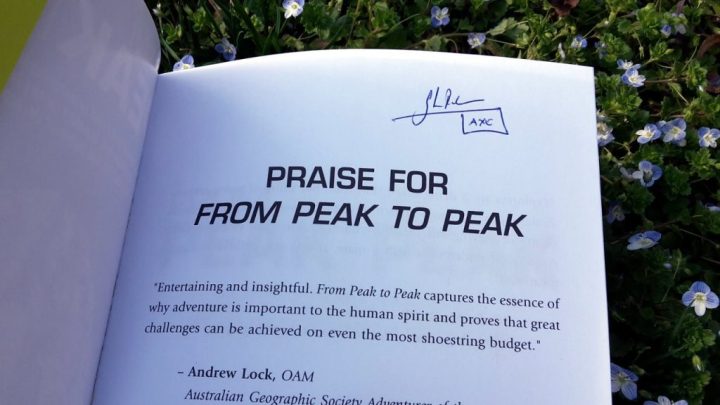 AXC
PRAISE FOR
FROM PEAK TO PEAK
"Entertaining and insightful. From Peak to Peak captures the essence of
why adventure is important to the human spirit and proves that great
challenges can be achieved on even the most shoestring budget."
– Andrew Lock, OAM
Australian Geographic Society Adventurer of the